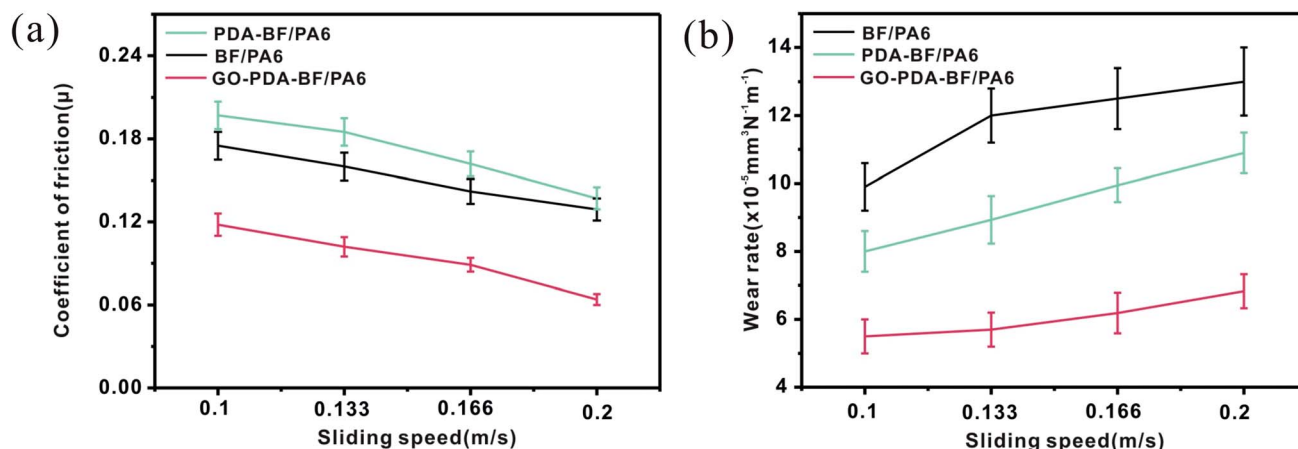 (a)
PDA-BF/PA6
BF/PA6
GO-PDA-BF/PA6
Coefficient of friction(μ)
0.24
0.18
0.12
0.06
0.00
0.1 0.133 0.166 0.2
Sliding speed(m/s)
(b)
BF/PA6
PDA-BF/PA6
GO-PDA-BF/PA6
Wear rate(x10⁻⁵mm³N⁻¹m⁻¹)
14
12
10
8
6
4
0.1 0.133 0.166 0.2
Sliding speed(m/s)